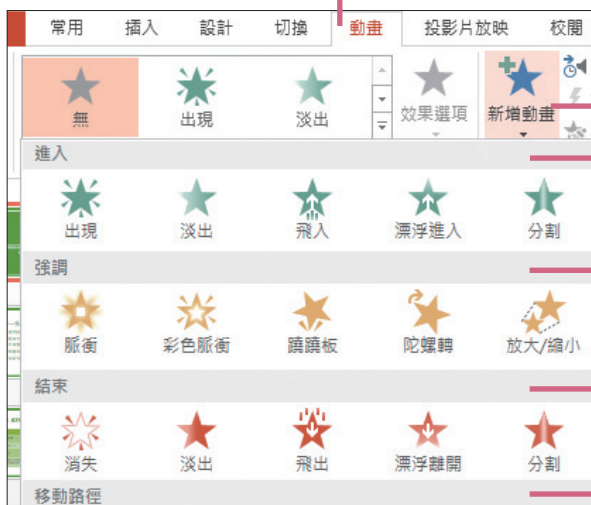 常用 插入 設計 切換 動畫 投影片放映 校閱
無 出現 淡出 效果選項 新增動畫
進入
出現 淡出 飛入 漂浮進入 分割
強調
脈衝 彩色脈衝 蹺蹺板 陀螺轉 放大/縮小
結束
消失 淡出 飛出 漂浮離開 分割
移動路徑